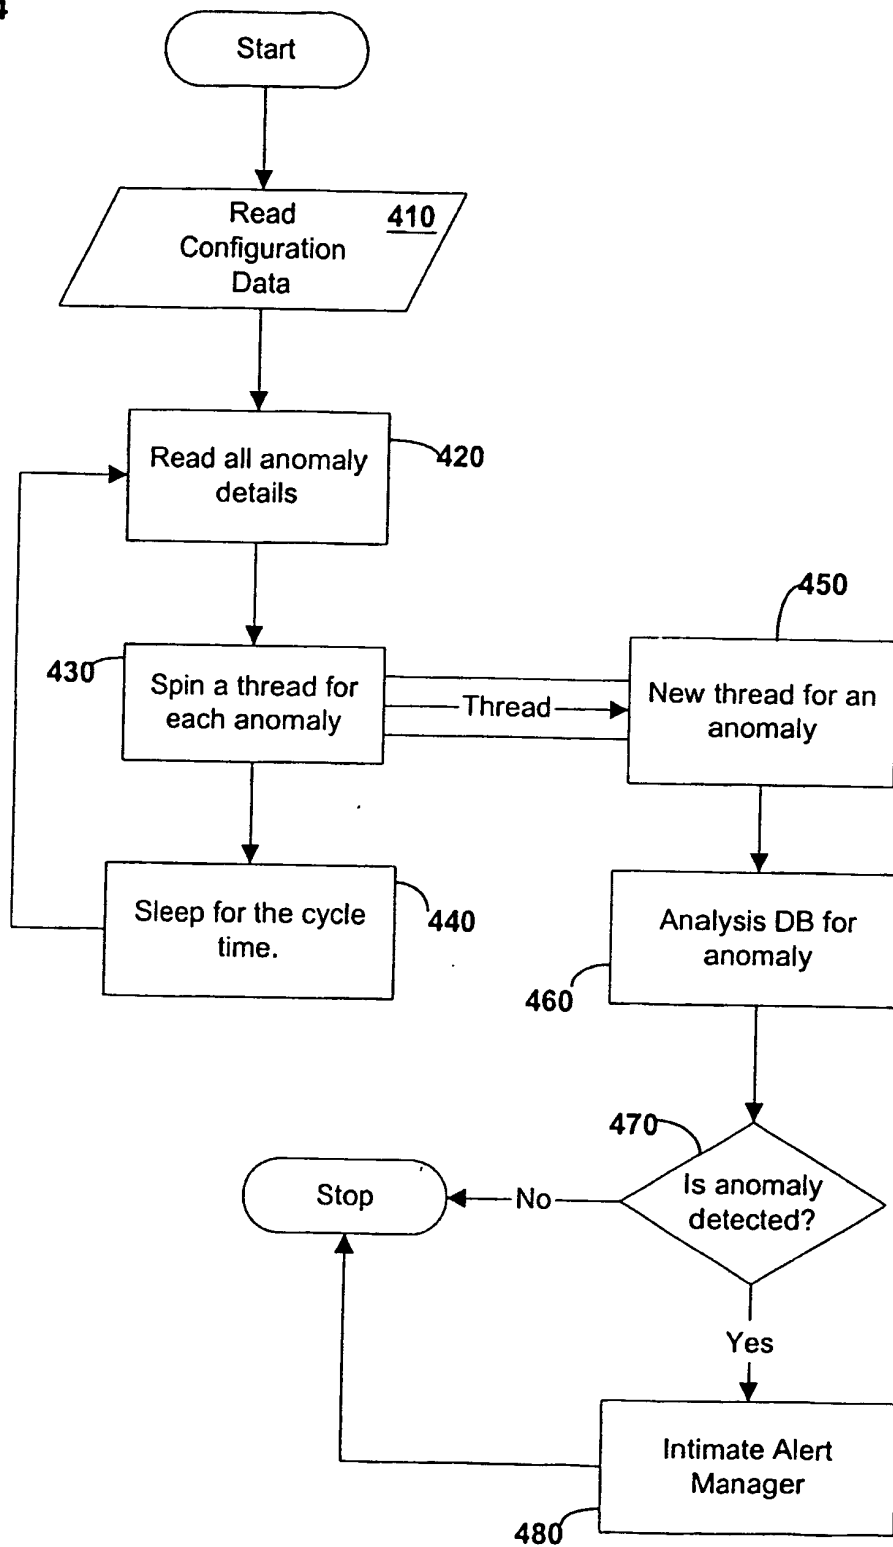 4
Start
Read
Configuration
Data
410
Read all anomaly
details
420
430
Spin a thread for
each anomaly
Thread
450
New thread for an
anomaly
Sleep for the cycle
time.
440
Analysis DB for
anomaly
460
470
Is anomaly
detected?
No
Stop
Yes
Intimate Alert
Manager
480